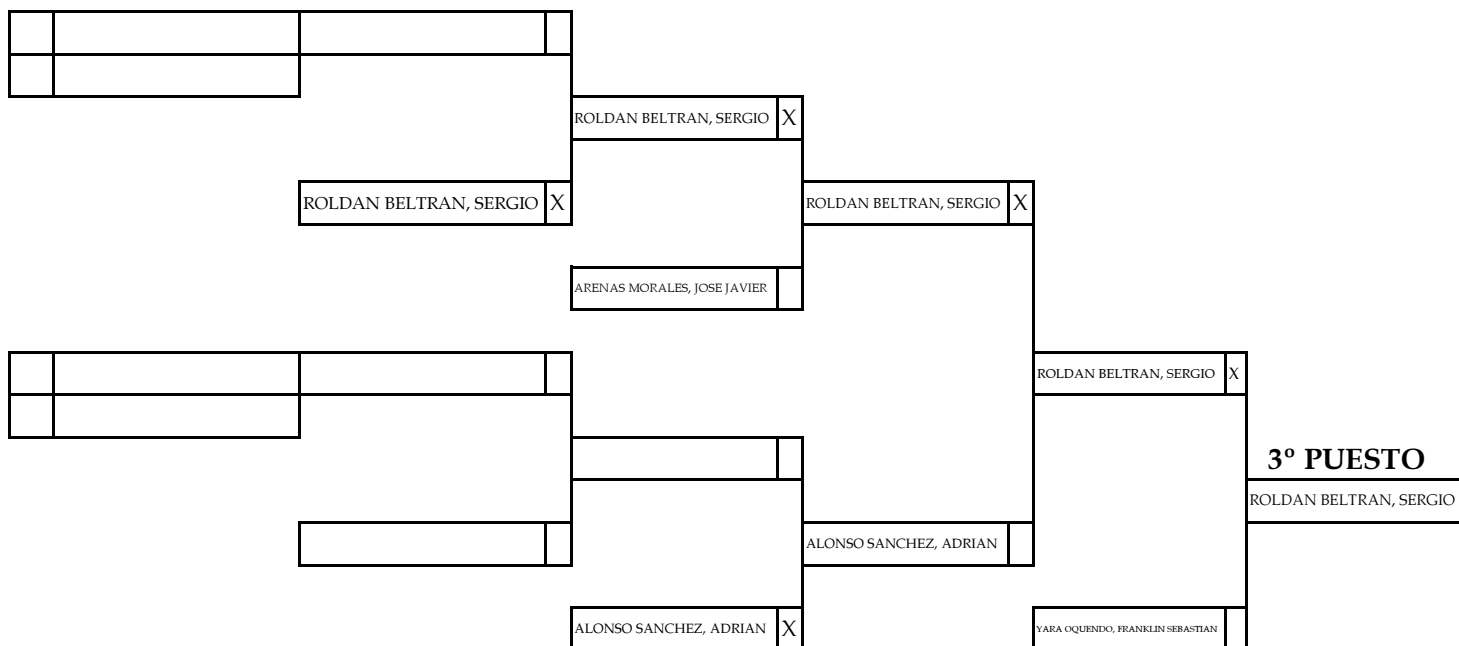 ROLDAN BELTRAN, SERGIO X
ROLDAN BELTRAN, SERGIO X
ROLDAN BELTRAN, SERGIO X
ARENAS MORALES, JOSE JAVIER
ROLDAN BELTRAN, SERGIO X
3º PUESTO
ROLDAN BELTRAN, SERGIO
ALONSO SANCHEZ, ADRIAN
ALONSO SANCHEZ, ADRIAN X
YARA OQUENDO, FRANKLIN SEBASTIAN